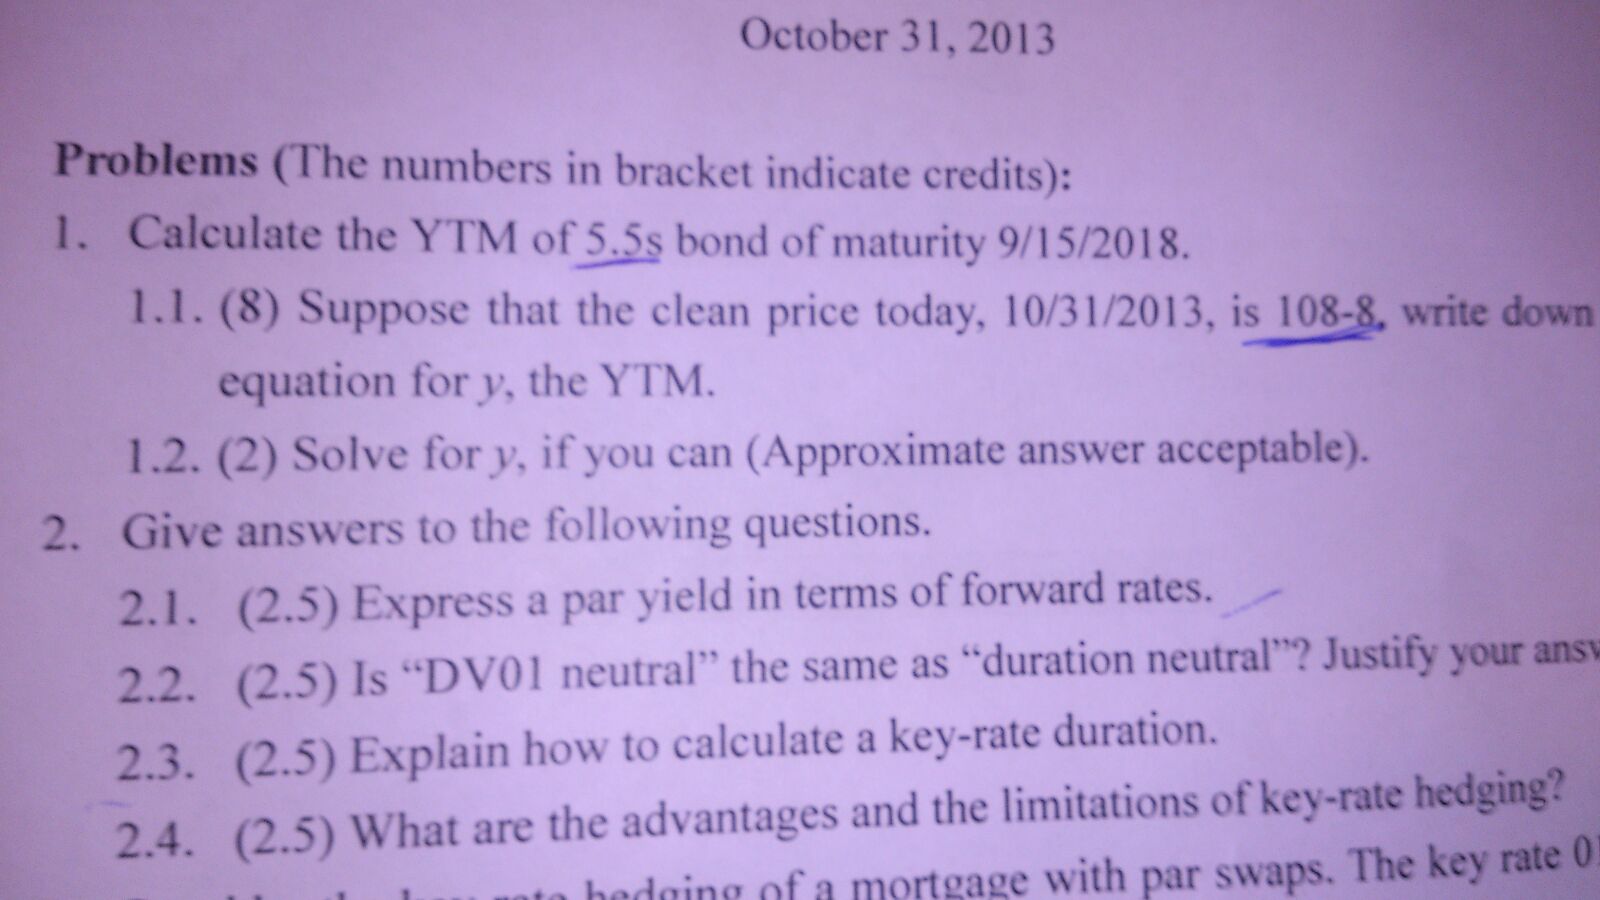 October 31, 2013
Problems (The numbers in bracket indicate credits):
1. Calculate the YTM of 5.5s bond of maturity 9/15/2018.
1.1. (8) Suppose that the clean price today, 10/31/2013, is 108-8, write down
equation for y, the YTM.
1.2. (2) Solve for y, if you can (Approximate answer acceptable).
2. Give answers to the following questions.
2.1. (2.5) Express a par yield in terms of forward rates.
2.2. (2.5) Is “DV01 neutral” the same as “duration neutral”? Justify your answ
2.3. (2.5) Explain how to calculate a key-rate duration.
2.4. (2.5) What are the advantages and the limitations of key-rate hedging?
hedging of a mortgage with par swaps. The key rate 01